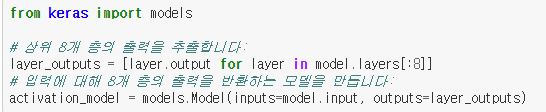 from keras import models
# 상위 8개 층의 출력을 추출합니다:
layer_outputs = [layer.output for layer in model.layers[:8]]
# 입력에 대해 8개 층의 출력을 반환하는 모델을 만듭니다:
activation_model = models.Model(inputs=model.input, outputs=layer_outputs)